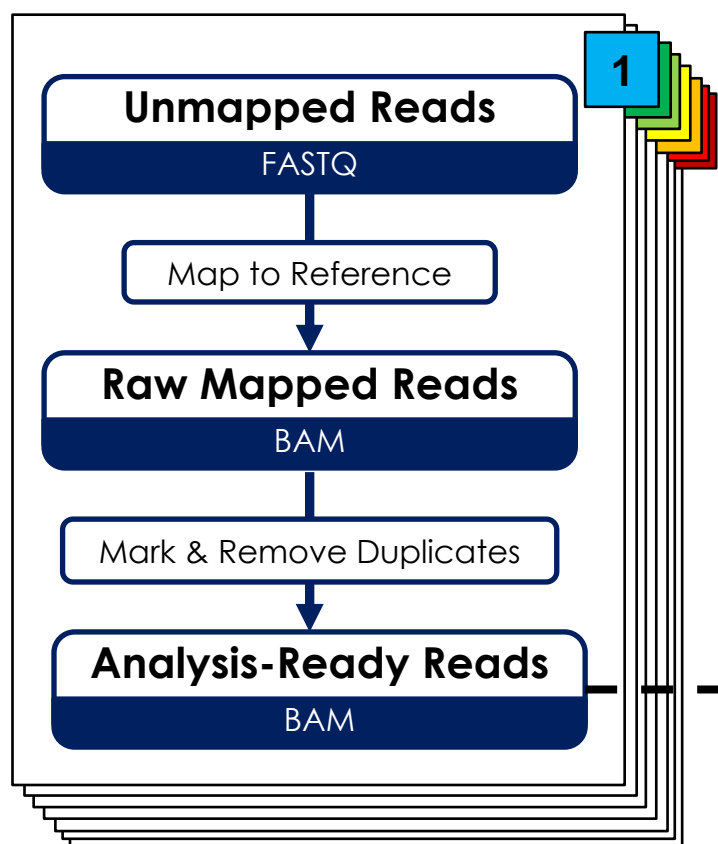 1
Unmapped Reads
FASTQ
Map to Reference
Raw Mapped Reads
BAM
Mark & Remove Duplicates
Analysis-Ready Reads
BAM